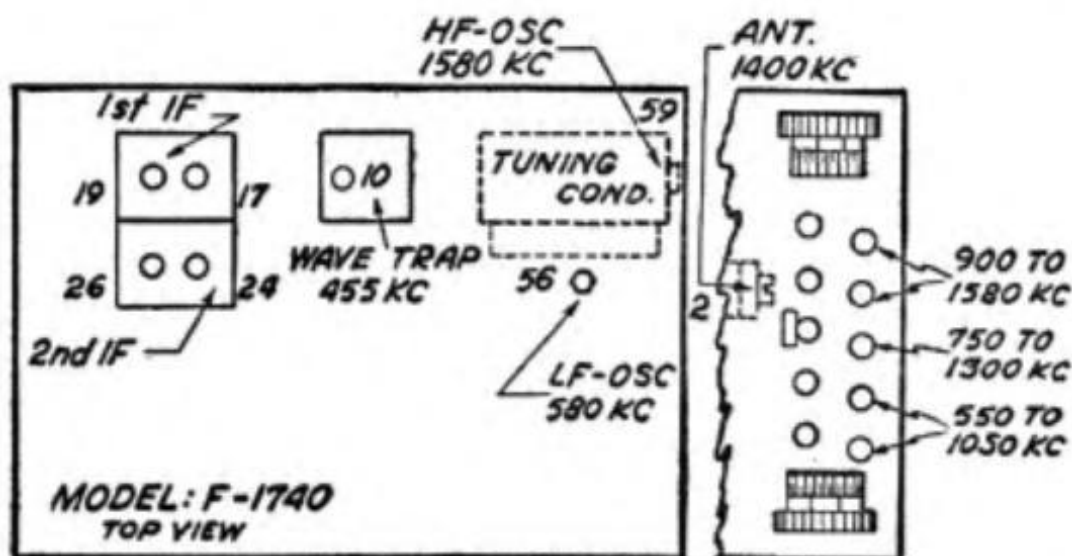 HF-OSC
1580 KC
ANT.
1400 KC
1st IF
59
TUNING
COND.
19
17
10
WAVE TRAP
455 KC
26
24
56
2
2nd IF
LF-OSC
580 KC
900 TO
1580 KC
750 TO
1300 KC
550 TO
1050 KC
MODEL: F-1740
TOP VIEW